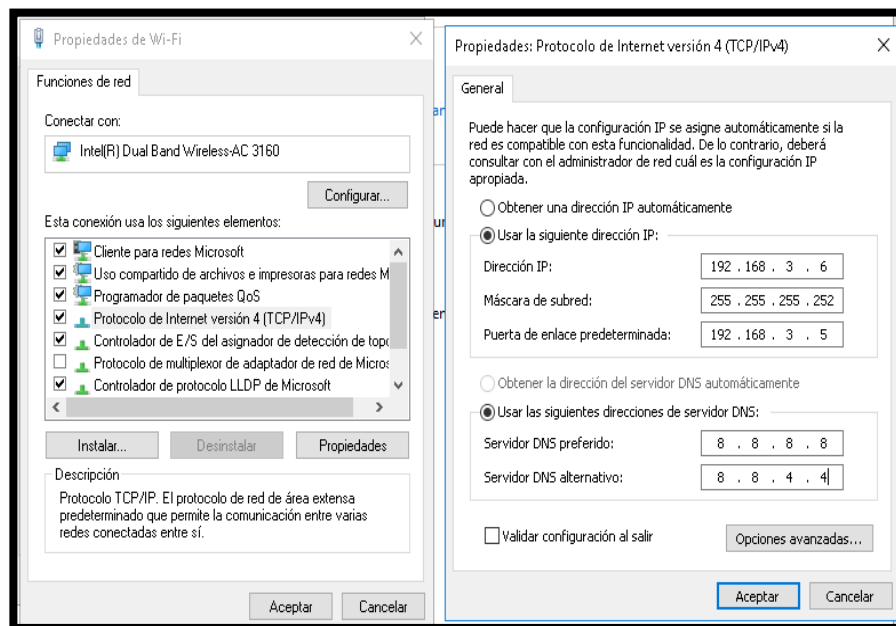 Propiedades de Wi-Fi
Funciones de red
Conectar con:
Intel(R) Dual Band Wireless-AC 3160
Configurar...
Esta conexión usa los siguientes elementos:
Cliente para redes Microsoft
Uso compartido de archivos e impresoras para redes M
Programador de paquetes QoS
Protocolo de Internet versión 4 (TCP/IPv4)
Controlador de E/S del asignador de detección de topo
Protocolo de multiplexor de adaptador de red de Micros
Controlador de protocolo LLDP de Microsoft
Instalar...
Desinstalar
Propiedades
Descripción
Protocolo TCP/IP. El protocolo de red de área extensa
predeterminado que permite la comunicación entre varias
redes conectadas entre sí.
Aceptar
Cancelar
Propiedades: Protocolo de Internet versión 4 (TCP/IPv4)
General
Puede hacer que la configuración IP se asigne automáticamente si la
red es compatible con esta funcionalidad. De lo contrario, deberá
consultar con el administrador de red cuál es la configuración IP
apropiada.
Obtener una dirección IP automáticamente
Usar la siguiente dirección IP:
Dirección IP: 192 . 168 . 3 . 6
Máscara de subred: 255 . 255 . 255 . 252
Puerta de enlace predeterminada: 192 . 168 . 3 . 5
Obtener la dirección del servidor DNS automáticamente
Usar las siguientes direcciones de servidor DNS:
Servidor DNS preferido: 8 . 8 . 8 . 8
Servidor DNS alternativo: 8 . 8 . 4 . 4
Validar configuración al salir
Opciones avanzadas...
Aceptar
Cancelar